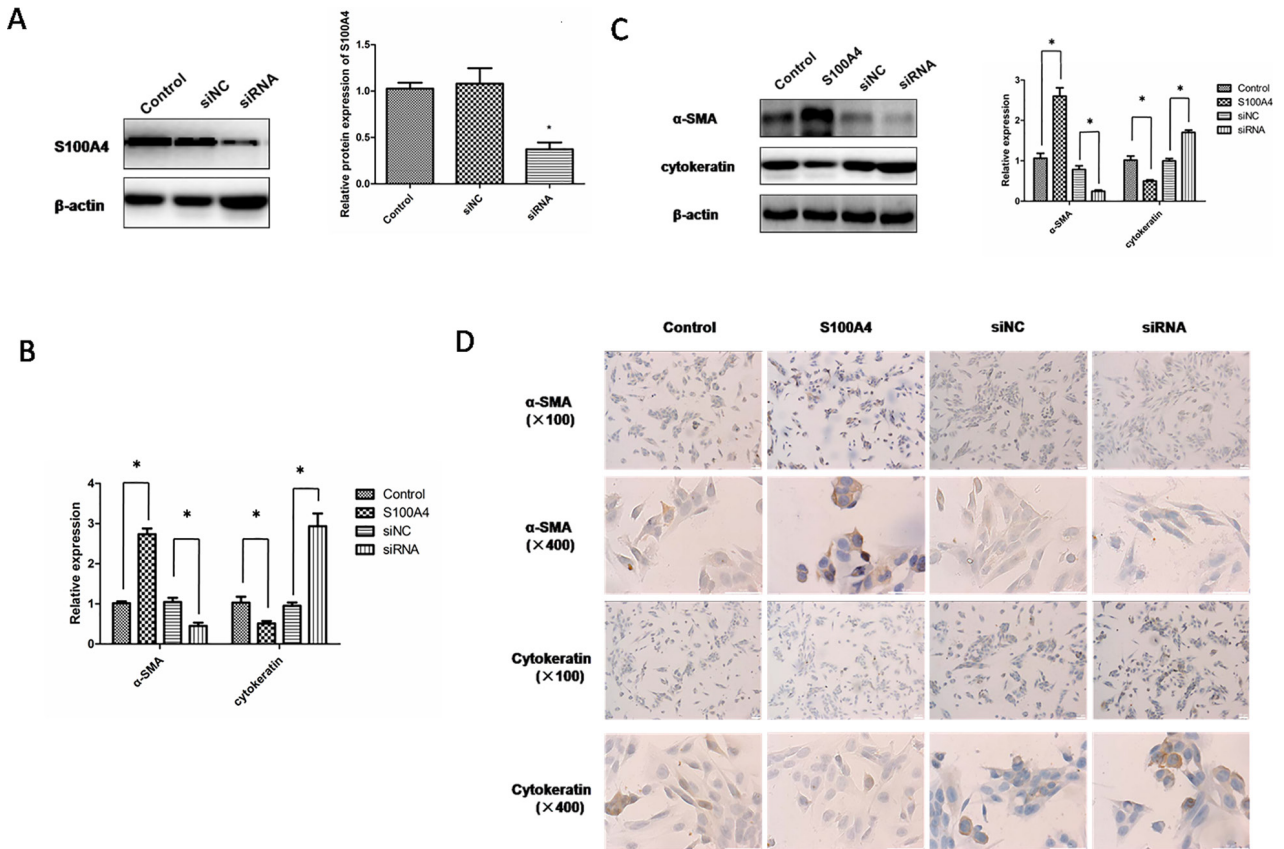 A
Control
siNC
siRNA
S100A4
β-actin
Relative protein expression of S100A4
1.5
1.0
0.5
0.0
*
Control
siNC
siRNA
C
Control
S100A4
siNC
siRNA
α-SMA
cytokeratin
β-actin
Relative expression
3
2
1
0
*
*
*
*
α-SMA
cytokeratin
Control
S100A4
siNC
siRNA
B
Relative expression
4
3
2
1
0
*
*
*
*
α-SMA
cytokeratin
Control
S100A4
siNC
siRNA
D
Control
S100A4
siNC
siRNA
α-SMA
(×100)
α-SMA
(×400)
Cytokeratin
(×100)
Cytokeratin
(×400)